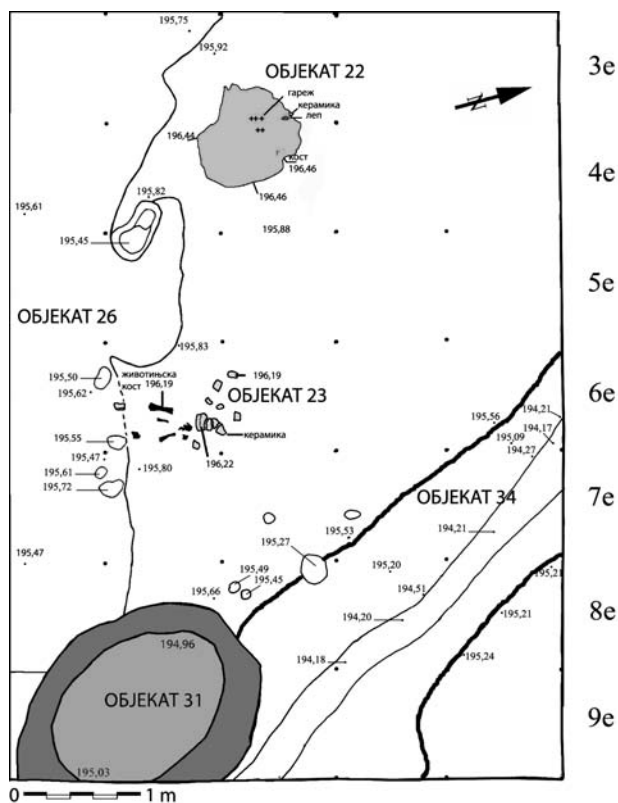 195,75
195,92
3е
ОБЈЕКАТ 22
гареж
керамика
леп
196,44
кост
196,46
196,46
N
4е
195,82
195,61
195,45
195,88
5е
ОБЈЕКАТ 26
195,83
195,50
животињска
кост
196,19
196,19
195,62
ОБЈЕКАТ 23
6е
195,56
194,21
194,17
195,55
керамика
195,09
194,27
195,47
196,22
195,80
195,61
195,72
ОБЈЕКАТ 34
7е
194,21
195,53
195,27
195,47
195,20
195,49
195,45
195,21
194,51
195,66
8е
194,20
195,21
194,96
194,18
195,24
ОБЈЕКАТ 31
9е
195,03
0 1 m